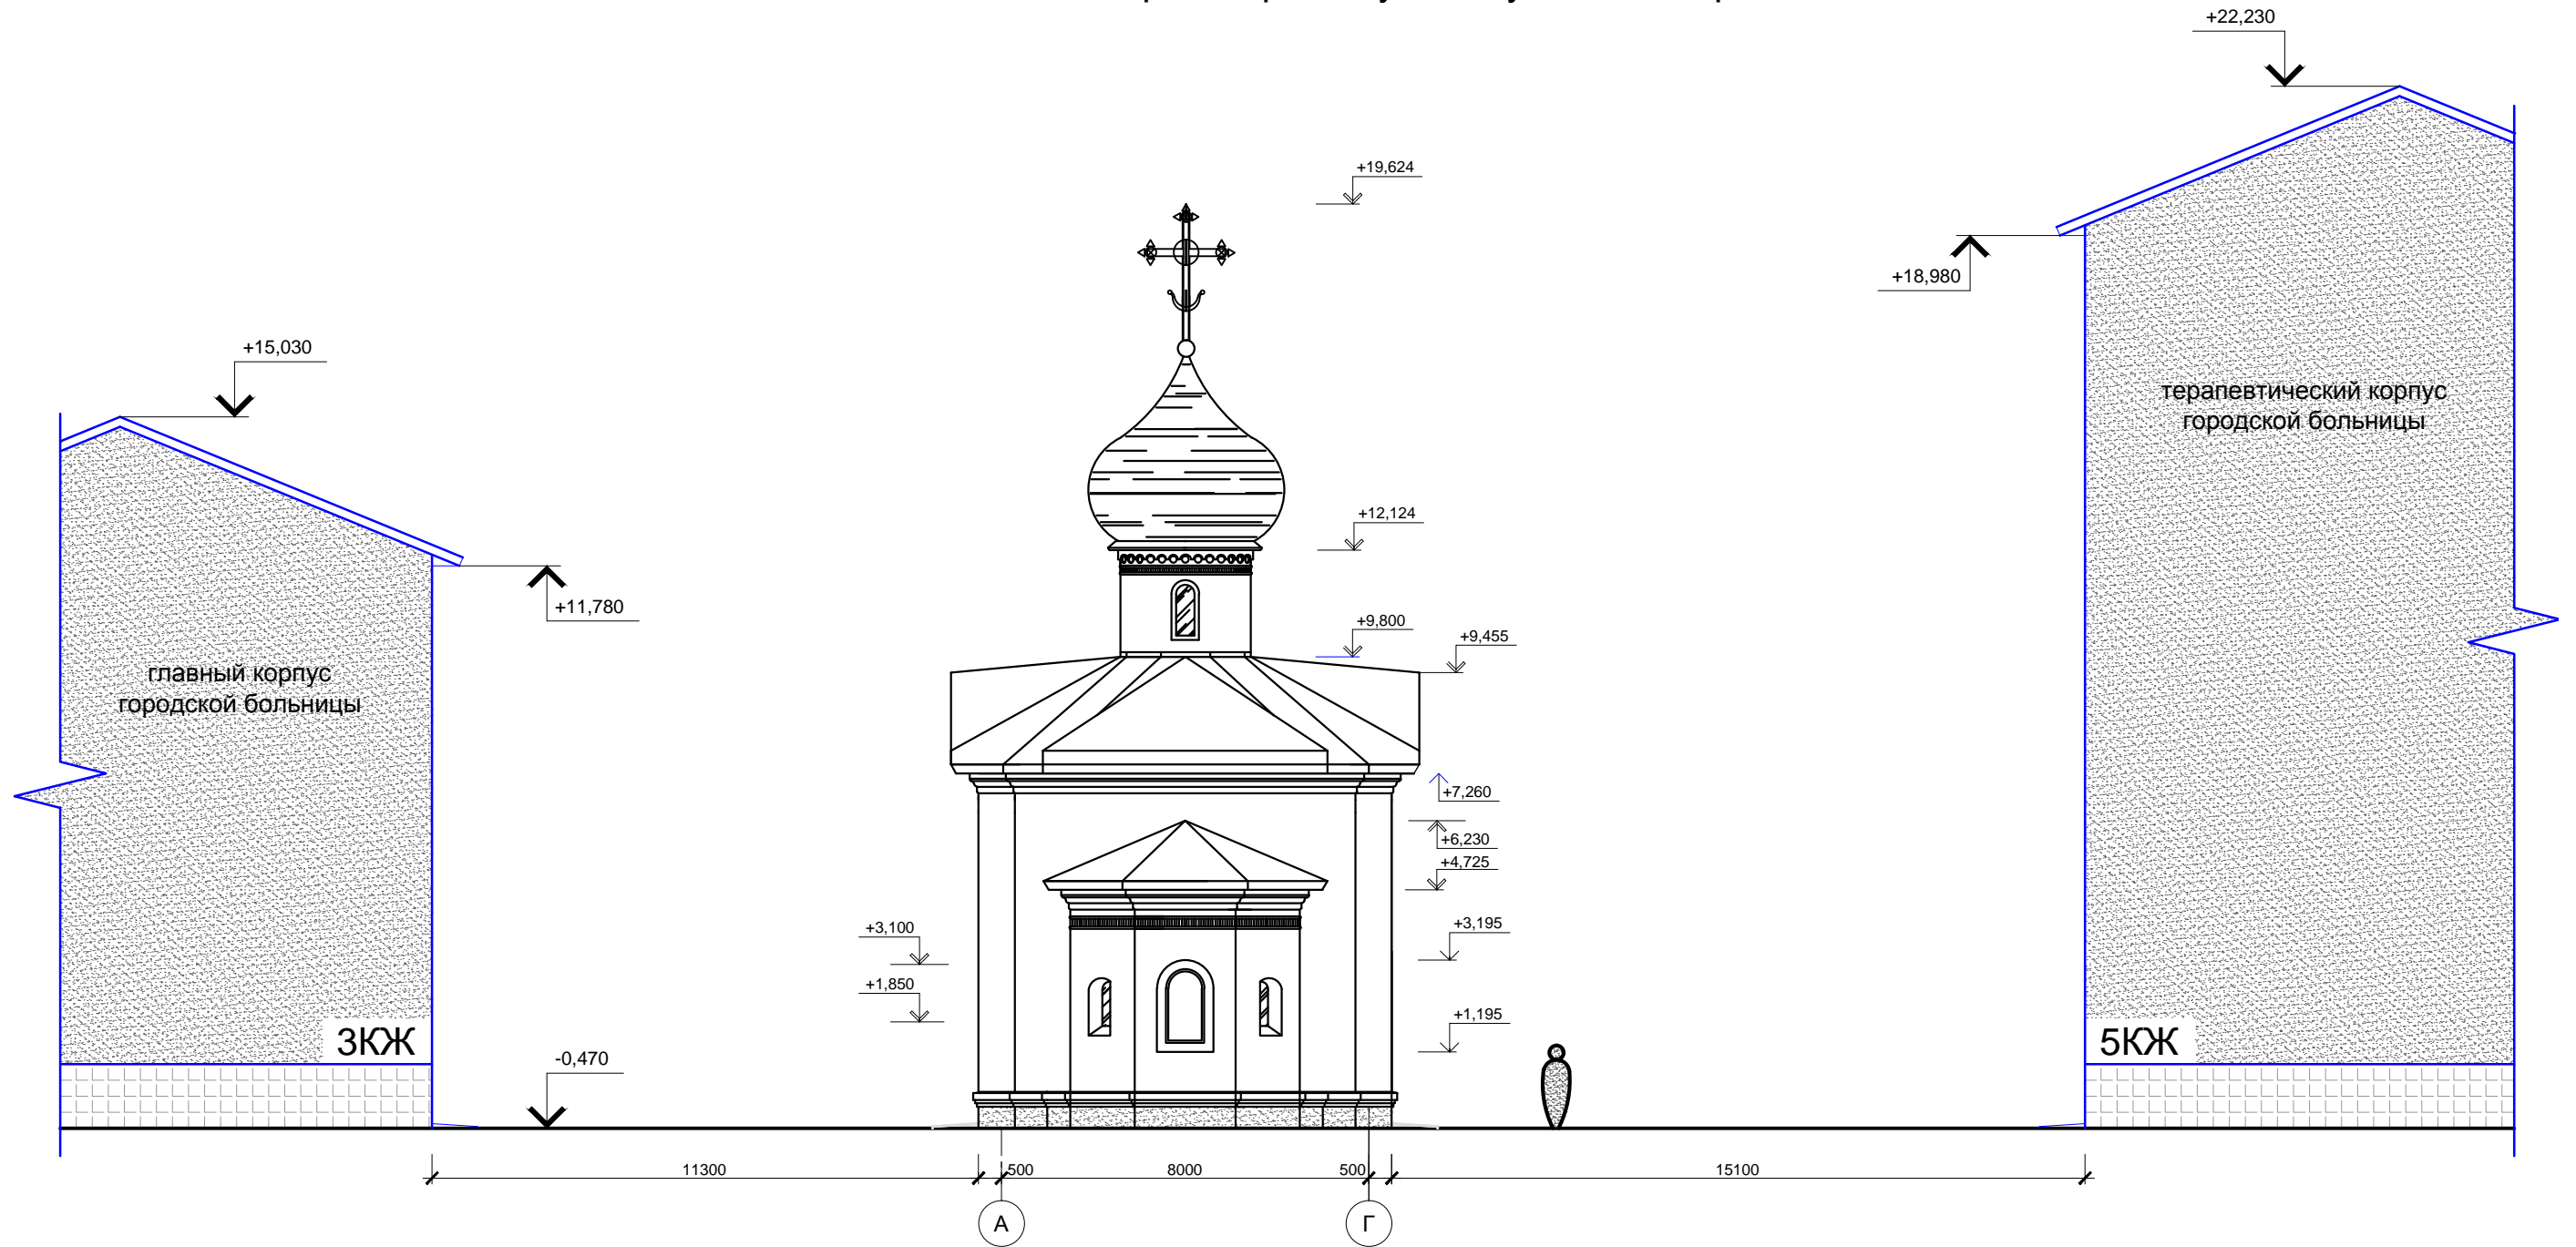 +22,230
+19,624
+18,980
+15,030
терапевтический корпус
городской больницы
+12,124
+11,780
+9,800
+9,455
главный корпус
городской больницы
+7,260
+6,230
+4,725
+3,100
+3,195
+1,850
+1,195
3КЖ
5КЖ
-0,470
11300
500
8000
500
15100
А
Г